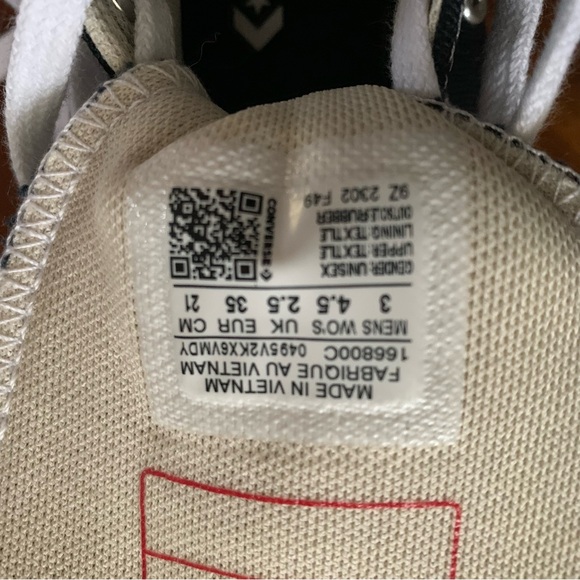 MADE IN VIETNAM
FABRIQUE AU VIETNAM
166800C 0495V2KX6VMDY
MENS WO'S UK EUR CM
3 4.5 2.5 35 21
GENDER: UNISEX
UPPER: TEXTILE
LINING: TEXTILE
OUTSOLE: RUBBER
9Z 2302 F49
CONVERSE